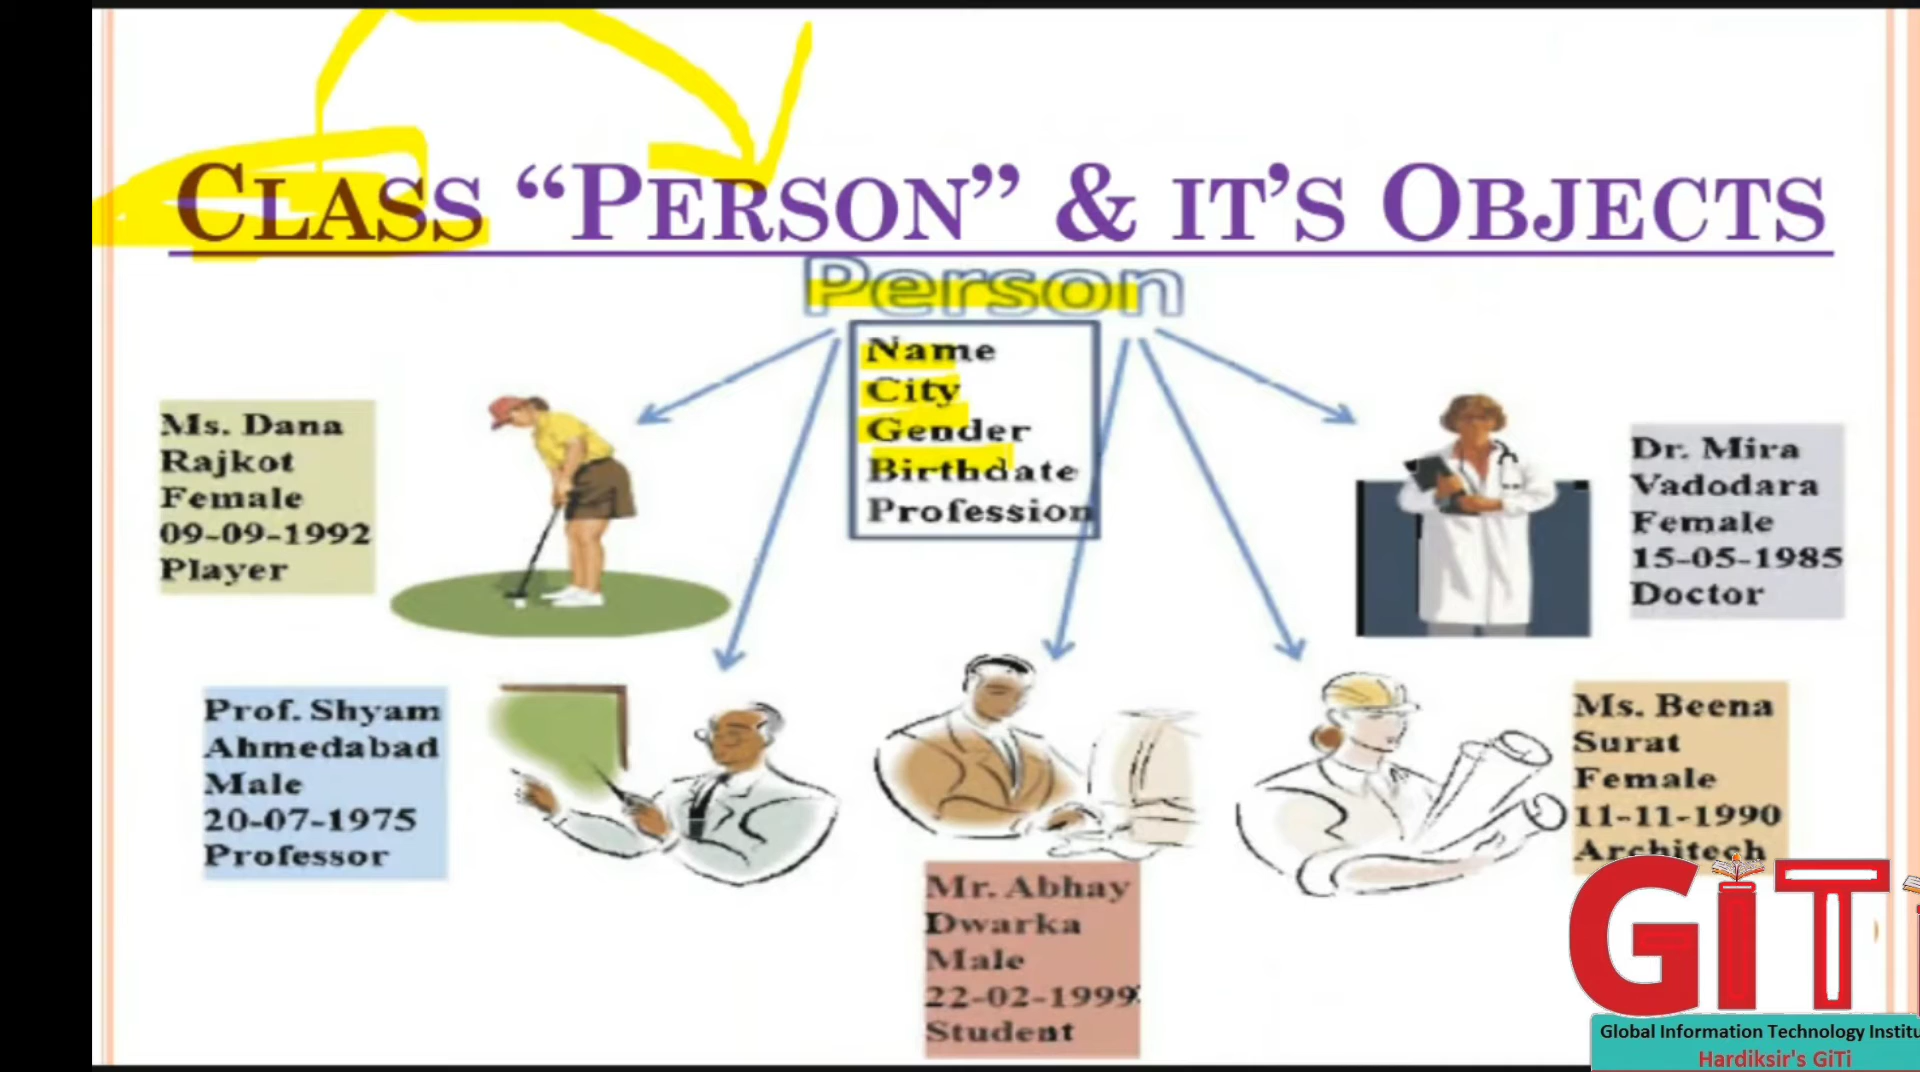 CLASS “PERSON” & IT’S OBJECTS
Person
Name
City
Gender
Birthdate
Profession
Ms. Dana
Rajkot
Female
09-09-1992
Player
Dr. Mira
Vadodara
Female
15-05-1985
Doctor
Prof. Shyam
Ahmedabad
Male
20-07-1975
Professor
Mr. Abhay
Dwarka
Male
22-02-1999
Student
Ms. Beena
Surat
Female
11-11-1990
Architech
GiTi
Global Information Technology Institu
Hardiksir's GiTi